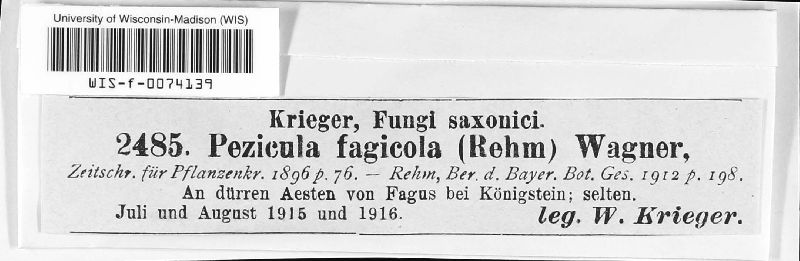 University of Wisconsin-Madison (WIS)
WIS-f-0074139
Krieger, Fungi saxonici.
2485. Pezicula fagicola (Rehm) Wagner,
Zeitschr. für Pflanzenkr. 1896 p. 76. — Rehm, Ber. d. Bayer. Bot. Ges. 1912 p. 198.
An dürren Aesten von Fagus bei Königstein; selten.
Juli und August 1915 und 1916. leg. W. Krieger.